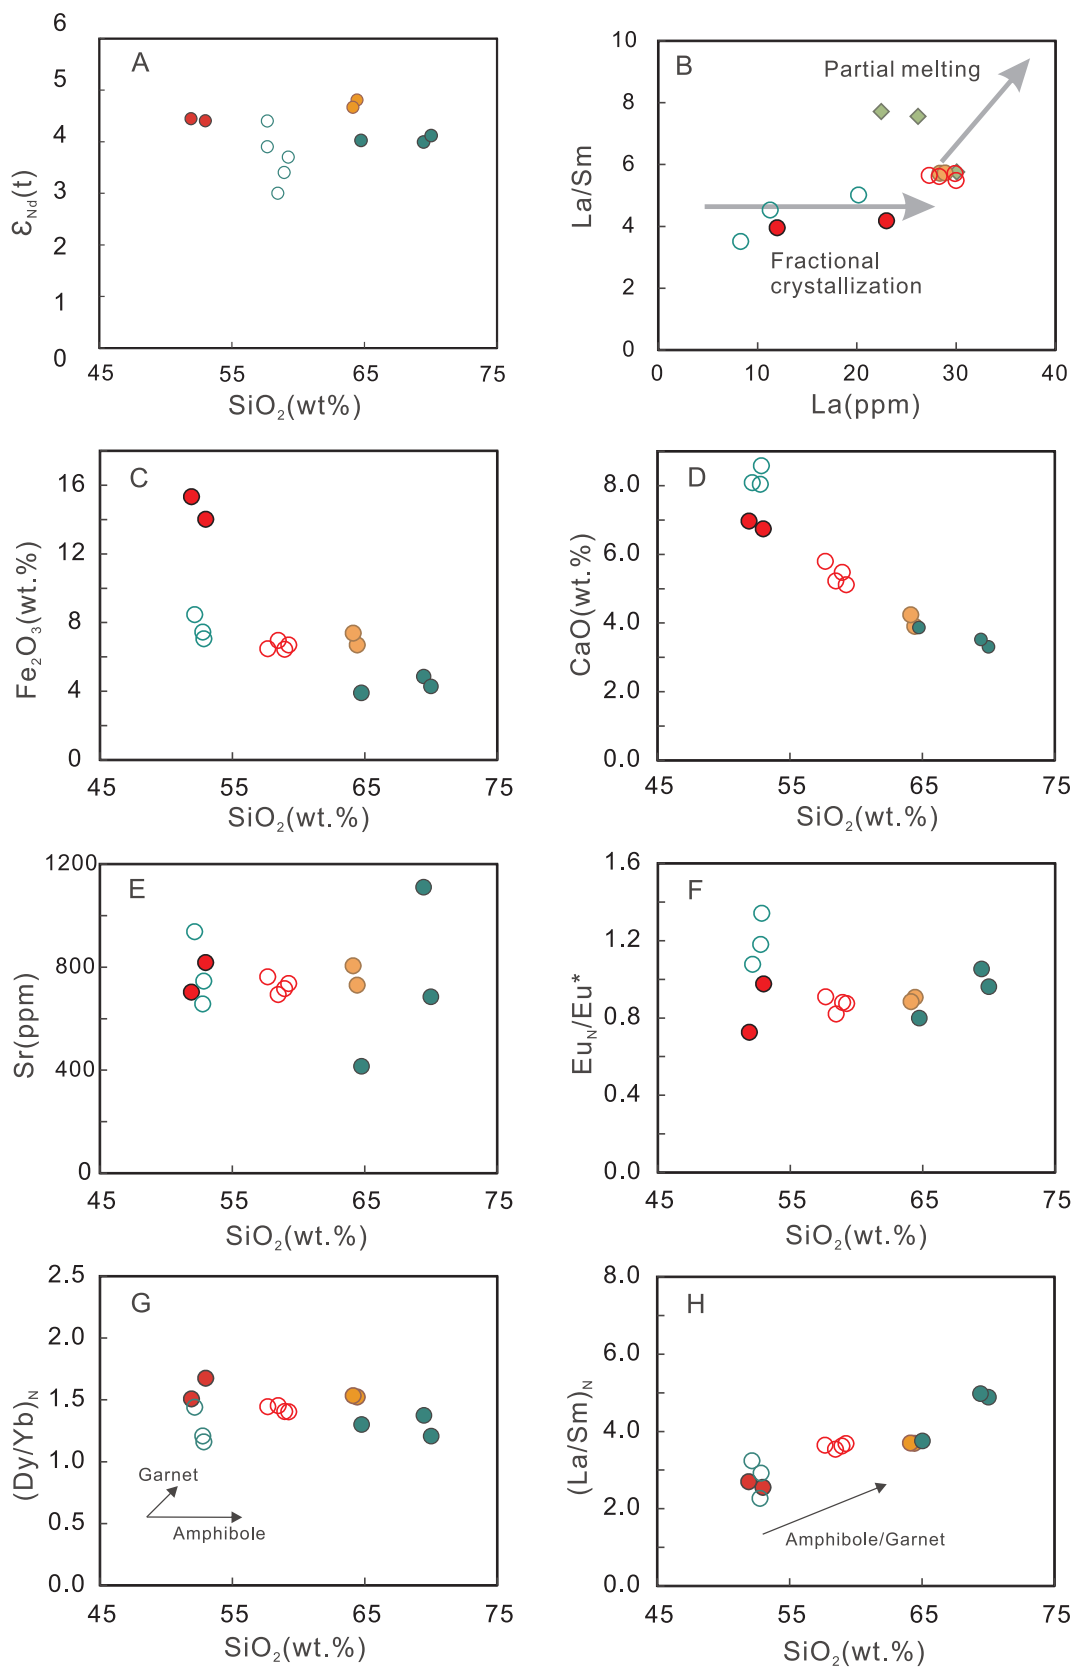 A
6
5
4
3
2
1
0
εNd(t)
45 55 65 75
SiO2(wt%)
B
Partial melting
Fractional
crystallization
10
8
6
4
2
0
La/Sm
0 10 20 30 40
La(ppm)
C
16
12
8
4
0
Fe2O3(wt.%)
45 55 65 75
SiO2(wt.%)
D
8.0
6.0
4.0
2.0
0.0
CaO(wt.%)
45 55 65 75
SiO2(wt.%)
E
1200
800
400
0
Sr(ppm)
45 55 65 75
SiO2(wt.%)
F
1.6
1.2
0.8
0.4
0.0
EuN/Eu*
45 55 65 75
SiO2(wt.%)
G
2.5
2.0
1.5
1.0
0.5
0.0
(Dy/Yb)N
Garnet
Amphibole
45 55 65 75
SiO2(wt.%)
H
8.0
6.0
4.0
2.0
0.0
(La/Sm)N
Amphibole/Garnet
45 55 65 75
SiO2(wt.%)